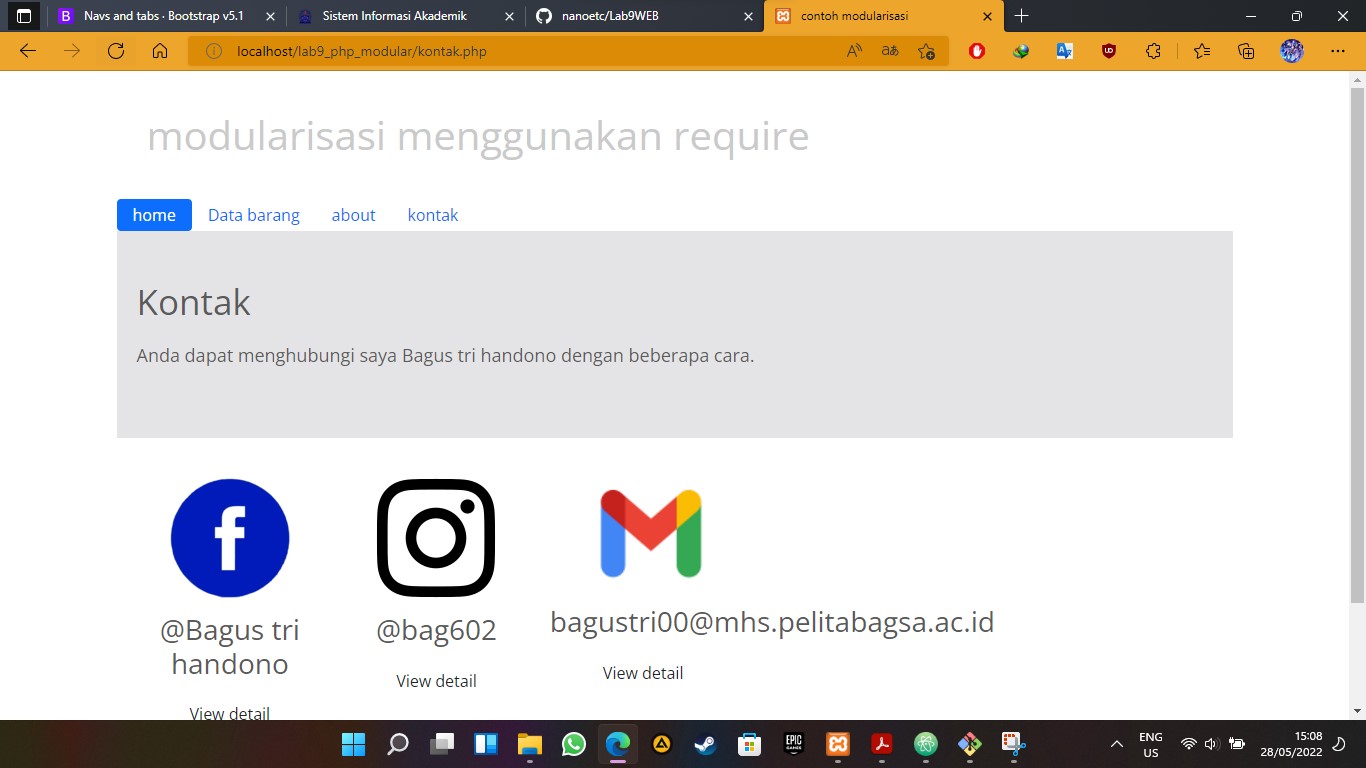 Navs and tabs · Bootstrap v5.1
Sistem Informasi Akademik
nanoetc/Lab9WEB
contoh modularisasi
localhost/lab9_php_modular/kontak.php
modularisasi menggunakan require
home Data barang about kontak
Kontak
Anda dapat menghubungi saya Bagus tri handono dengan beberapa cara.
@Bagus tri
handono
View detail
@bag602
View detail
bagustri00@mhs.pelitabagsa.ac.id
View detail
EPIC
GAMES
ENG
US
15:08
28/05/2022